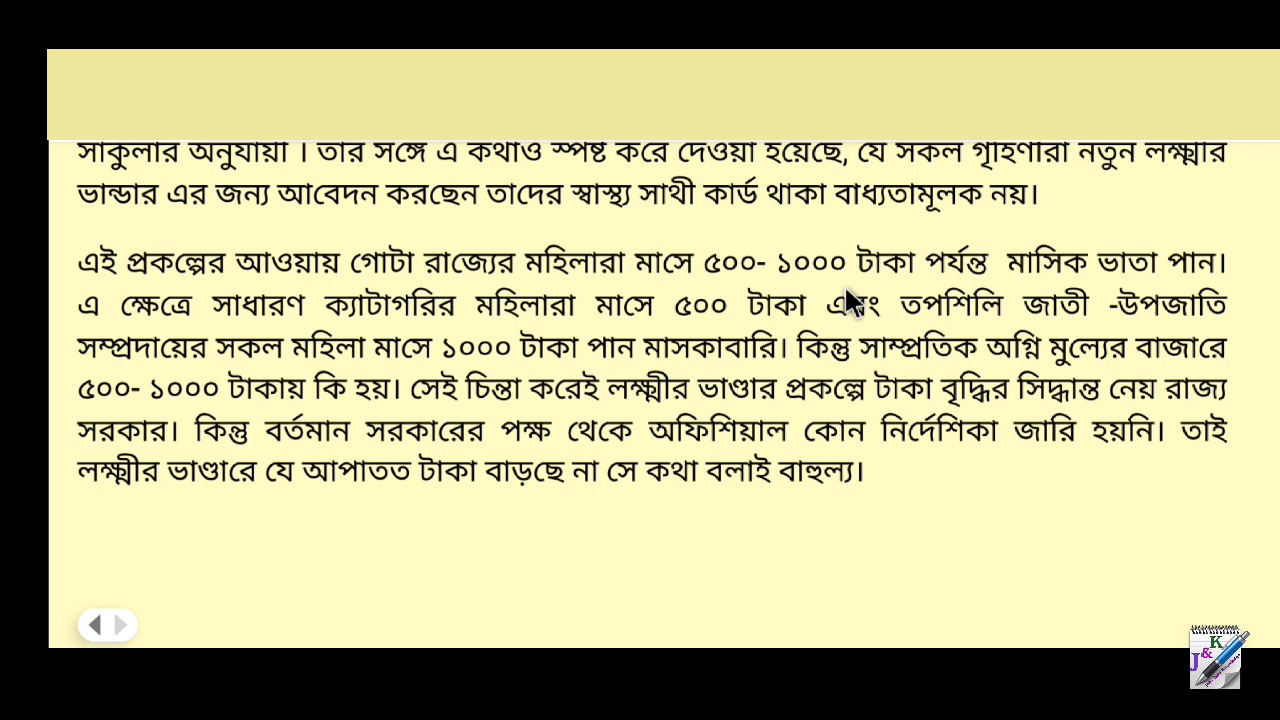 সার্কুলার অনুযায়ী । তার সঙ্গে এ কথাও স্পষ্ট করে দেওয়া হয়েছে, যে সকল গৃহিণীরা নতুন লক্ষ্মীর
ভান্ডার এর জন্য আবেদন করছেন তাদের স্বাস্থ্য সাথী কার্ড থাকা বাধ্যতামূলক নয়।
এই প্রকল্পের আওয়ায় গোটা রাজ্যের মহিলারা মাসে ৫০০- ১০০০ টাকা পর্যন্ত মাসিক ভাতা পান।
এ ক্ষেত্রে সাধারণ ক্যাটাগরির মহিলারা মাসে ৫০০ টাকা এবং তপশিলি জাতী -উপজাতি
সম্প্রদায়ের সকল মহিলা মাসে ১০০০ টাকা পান মাসকাবারি। কিন্তু সাম্প্রতিক অগ্নি মুল্যের বাজারে
৫০০- ১০০০ টাকায় কি হয়। সেই চিন্তা করেই লক্ষ্মীর ভাণ্ডার প্রকল্পে টাকা বৃদ্ধির সিদ্ধান্ত নেয় রাজ্য
সরকার। কিন্তু বর্তমান সরকারের পক্ষ থেকে অফিশিয়াল কোন নির্দেশিকা জারি হয়নি। তাই
লক্ষ্মীর ভাণ্ডারে যে আপাতত টাকা বাড়ছে না সে কথা বলাই বাহুল্য।
J & K